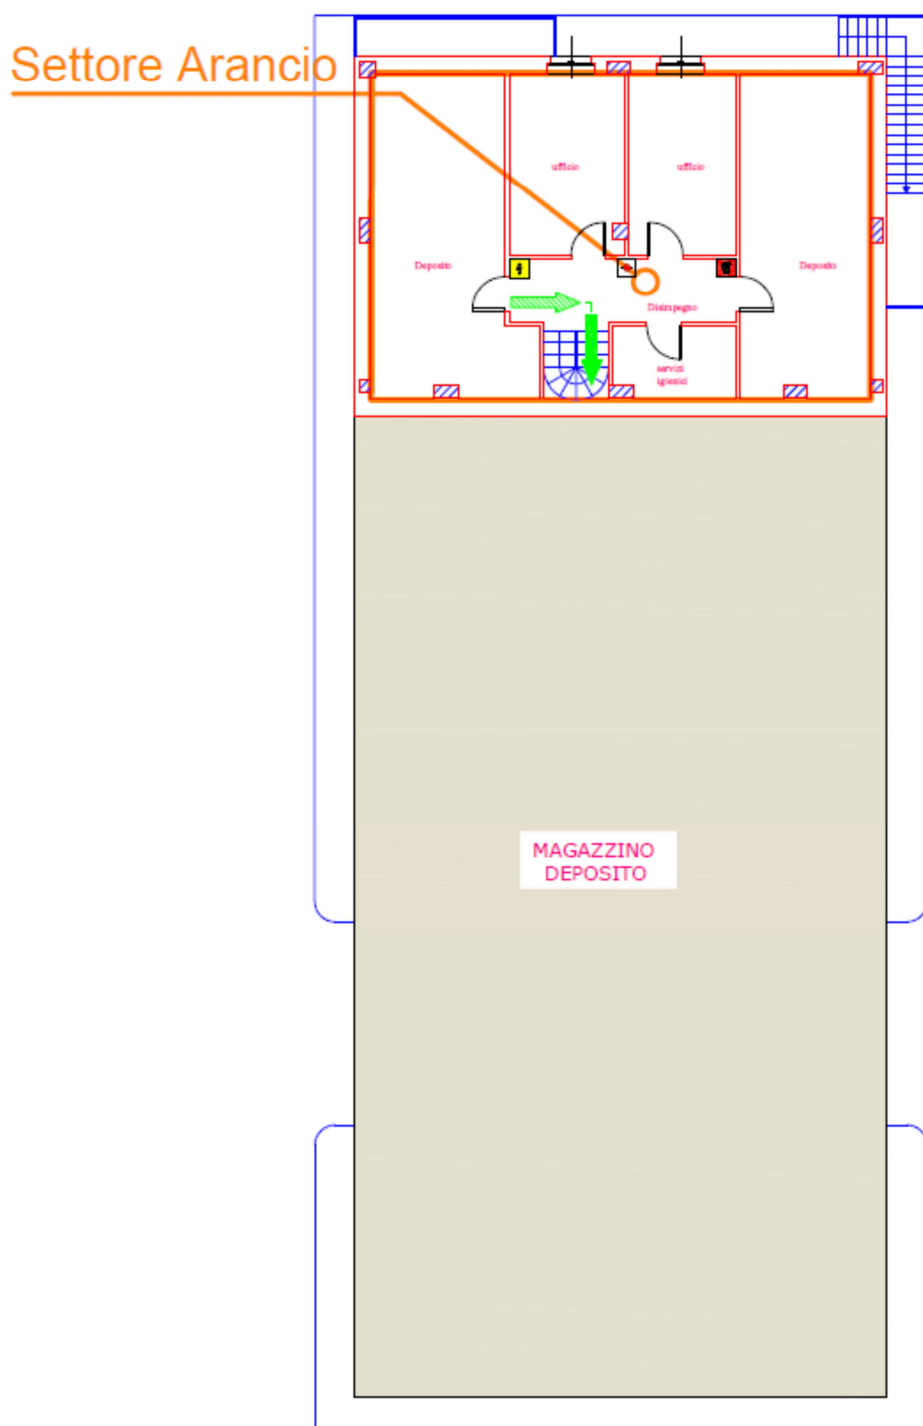 Settore Arancio
ufficio
ufficio
Deposito
Deposito
Disimpegno
servizi
igienici
MAGAZZINO
DEPOSITO